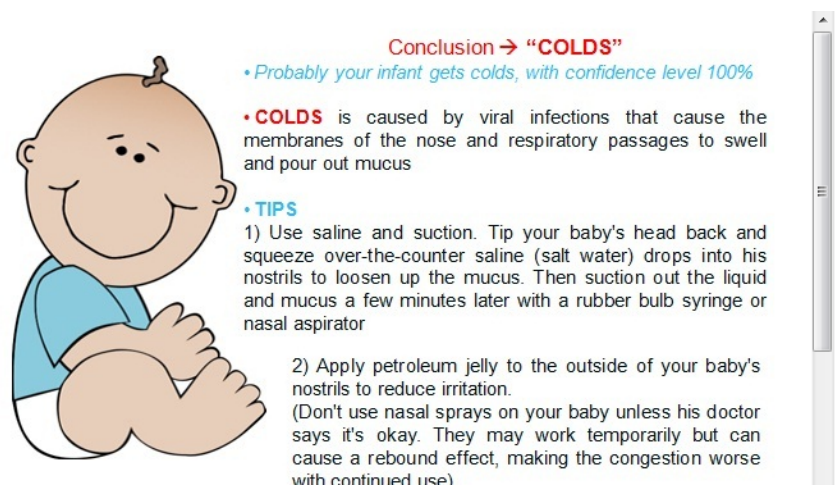 Conclusion → “COLDS”
• Probably your infant gets colds, with confidence level 100%
• COLDS is caused by viral infections that cause the
membranes of the nose and respiratory passages to swell
and pour out mucus
• TIPS
1) Use saline and suction. Tip your baby's head back and
squeeze over-the-counter saline (salt water) drops into his
nostrils to loosen up the mucus. Then suction out the liquid
and mucus a few minutes later with a rubber bulb syringe or
nasal aspirator
2) Apply petroleum jelly to the outside of your baby's
nostrils to reduce irritation.
(Don't use nasal sprays on your baby unless his doctor
says it's okay. They may work temporarily but can
cause a rebound effect, making the congestion worse
with continued use)